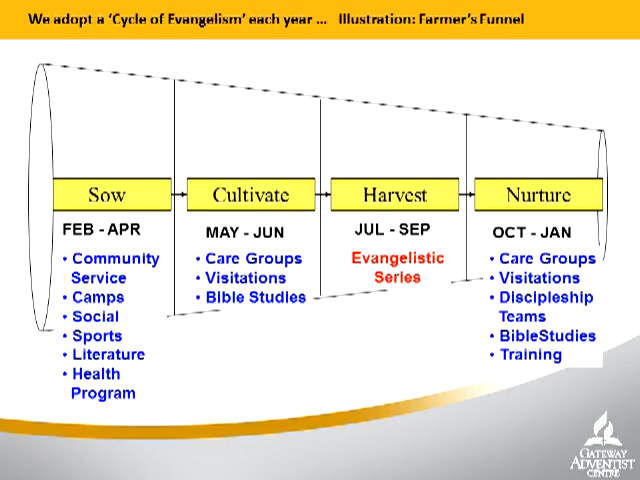 We adopt a 'Cycle of Evangelism' each year ... Illustration: Farmer's Funnel
Sow
Cultivate
Harvest
Nurture
FEB - APR
MAY - JUN
JUL - SEP
OCT - JAN
• Community
Service
• Camps
• Social
• Sports
• Literature
• Health
Program
• Care Groups
• Visitations
• Bible Studies
Evangelistic
Series
• Care Groups
• Visitations
• Discipleship
Teams
• BibleStudies
• Training
GATEWAY
ADVENTIST
CENTRE